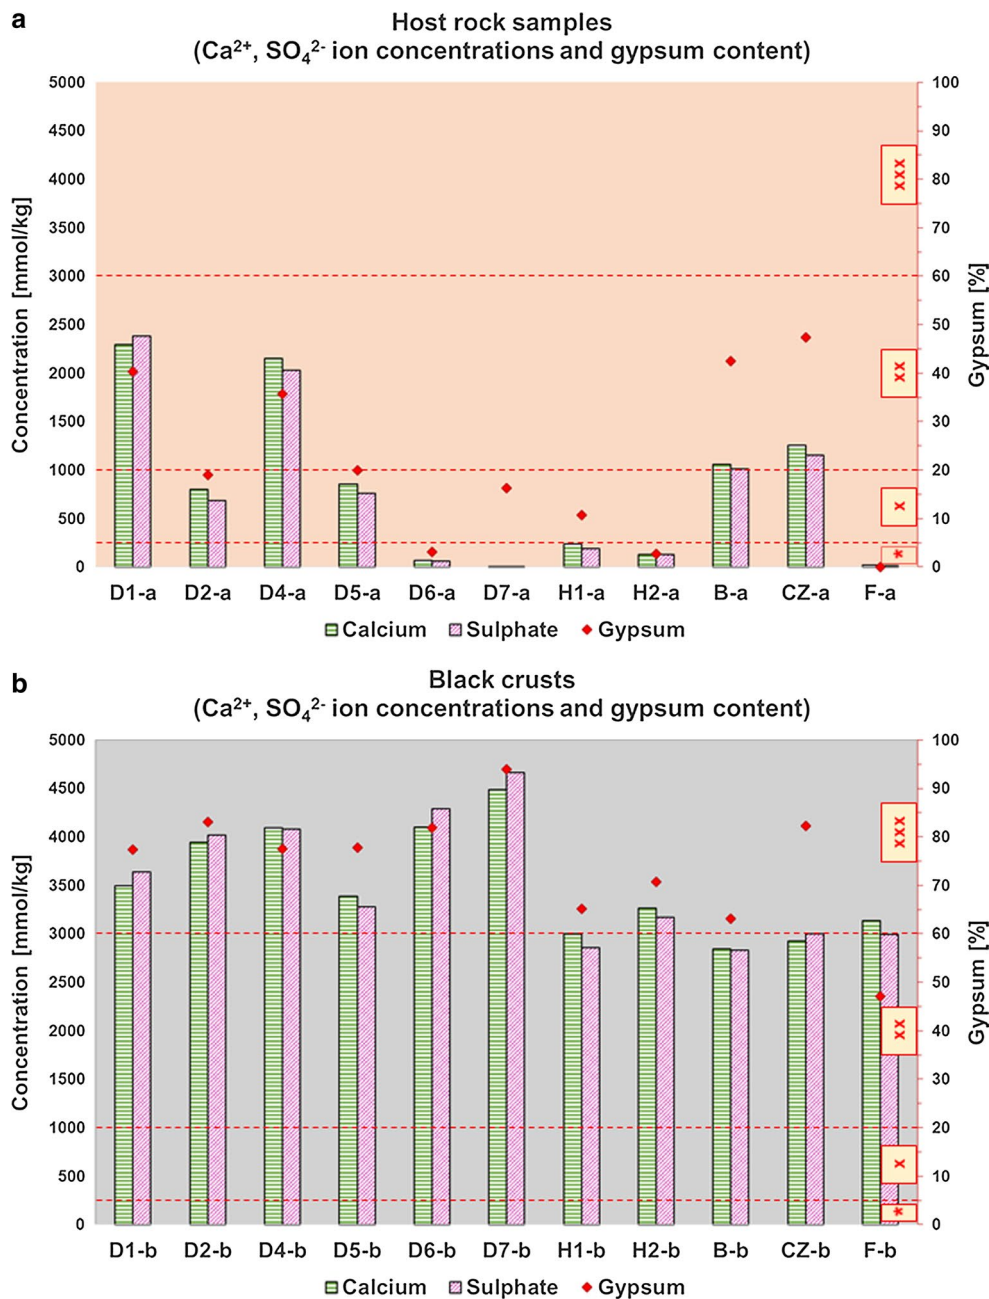 a
Host rock samples
(Ca²⁺, SO₄²⁻ ion concentrations and gypsum content)
Concentration [mmol/kg]
5000
4500
4000
3500
3000
2500
2000
1500
1000
500
0
100
90
80
70
60
50
40
30
20
10
0
Gypsum [%]
xxx
xx
x
*
D1-a D2-a D4-a D5-a D6-a D7-a H1-a H2-a B-a CZ-a F-a
Calcium Sulphate Gypsum
b
Black crusts
(Ca²⁺, SO₄²⁻ ion concentrations and gypsum content)
Concentration [mmol/kg]
5000
4500
4000
3500
3000
2500
2000
1500
1000
500
0
100
90
80
70
60
50
40
30
20
10
0
Gypsum [%]
xxx
xx
x
*
D1-b D2-b D4-b D5-b D6-b D7-b H1-b H2-b B-b CZ-b F-b
Calcium Sulphate Gypsum